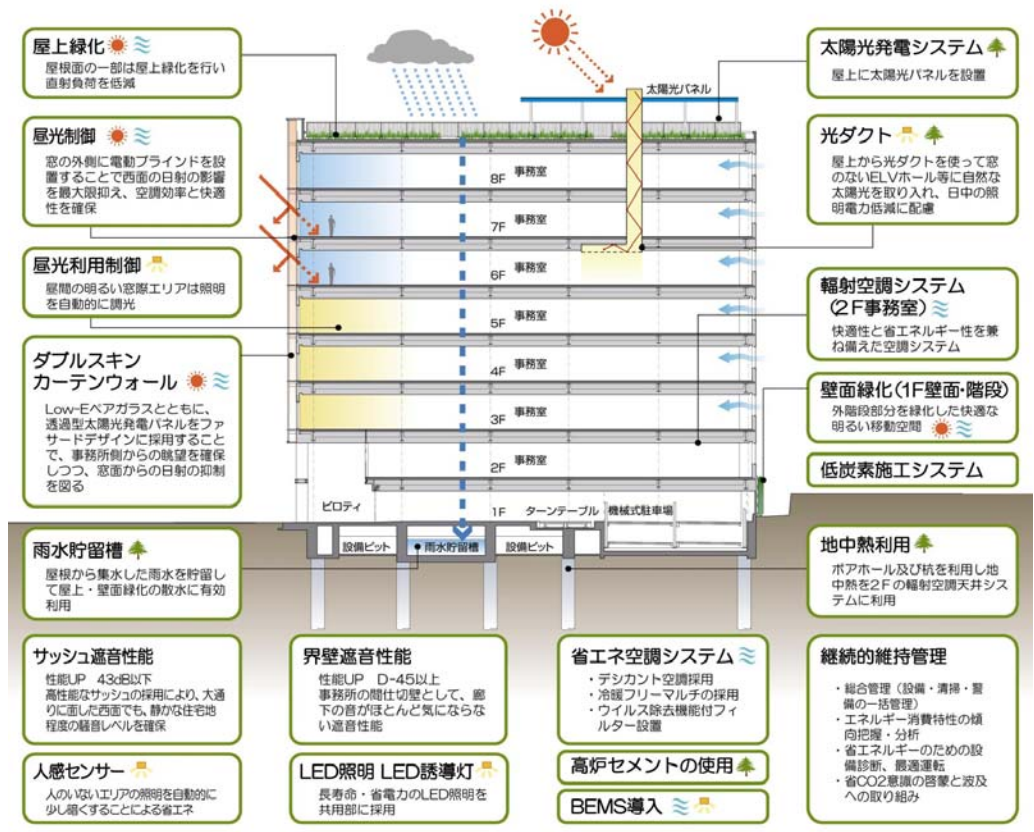 屋上緑化
屋根面の一部は屋上緑化を行い
直射負荷を低減
昼光制御
窓の外側に電動ブラインドを設
置することで西面の日射の影響
を最大限抑え、空調効率と快適
性を確保
昼光利用制御
昼間の明るい窓際エリアは照明
を自動的に調光
ダブルスキン
カーテンウォール
Low-Eペアガラスとともに、
透過型太陽光発電パネルをファ
サードデザインに採用すること
で、事務所側からの眺望を確保
しつつ、窓面からの日射の抑制
を図る
太陽光パネル
8F 事務室
7F 事務室
6F 事務室
5F 事務室
4F 事務室
3F 事務室
2F 事務室
ピロティ
1F
ターンテーブル
機械式駐車場
設備ピット
雨水貯留槽
設備ピット
太陽光発電システム
屋上に太陽光パネルを設置
光ダクト
屋上から光ダクトを使って窓
のないELVホール等に自然な
太陽光を取り入れ、日中の照
明電力低減に配慮
輻射空調システム
(2F事務室)
快適性と省エネルギー性を兼
ね備えた空調システム
壁面緑化(1F壁面・階段)
外階段部分を緑化した快適な
明るい移動空間
低炭素施工システム
雨水貯留槽
屋根から集水した雨水を貯留し
て屋上・壁面緑化の散水に有効
利用
地中熱利用
ボアホール及び杭を利用し地
中熱を2Fの輻射空調天井シス
テムに利用
サッシュ遮音性能
性能UP 43dB以下
高性能なサッシュの採用により、大通
りに面した西面でも、静かな住宅地
程度の騒音レベルを確保
界壁遮音性能
性能UP D-45以上
事務所の間仕切壁として、廊
下の音がほとんど気にならな
い遮音性能
省エネ空調システム
・デシカント空調採用
・冷暖フリーマルチの採用
・ウイルス除去機能付フィ
ルター設置
継続的維持管理
・総合管理(設備・清掃・警
備の一括管理)
・エネルギー消費特性の傾
向把握・分析
・省エネルギーのための設
備診断、最適運転
・省CO2意識の啓蒙と波及
への取り組み
人感センサー
人のいないエリアの照明を自動的に
少し暗くすることによる省エネ
LED照明 LED誘導灯
長寿命・省電力のLED照明を
共用部に採用
高炉セメントの使用
BEMS導入